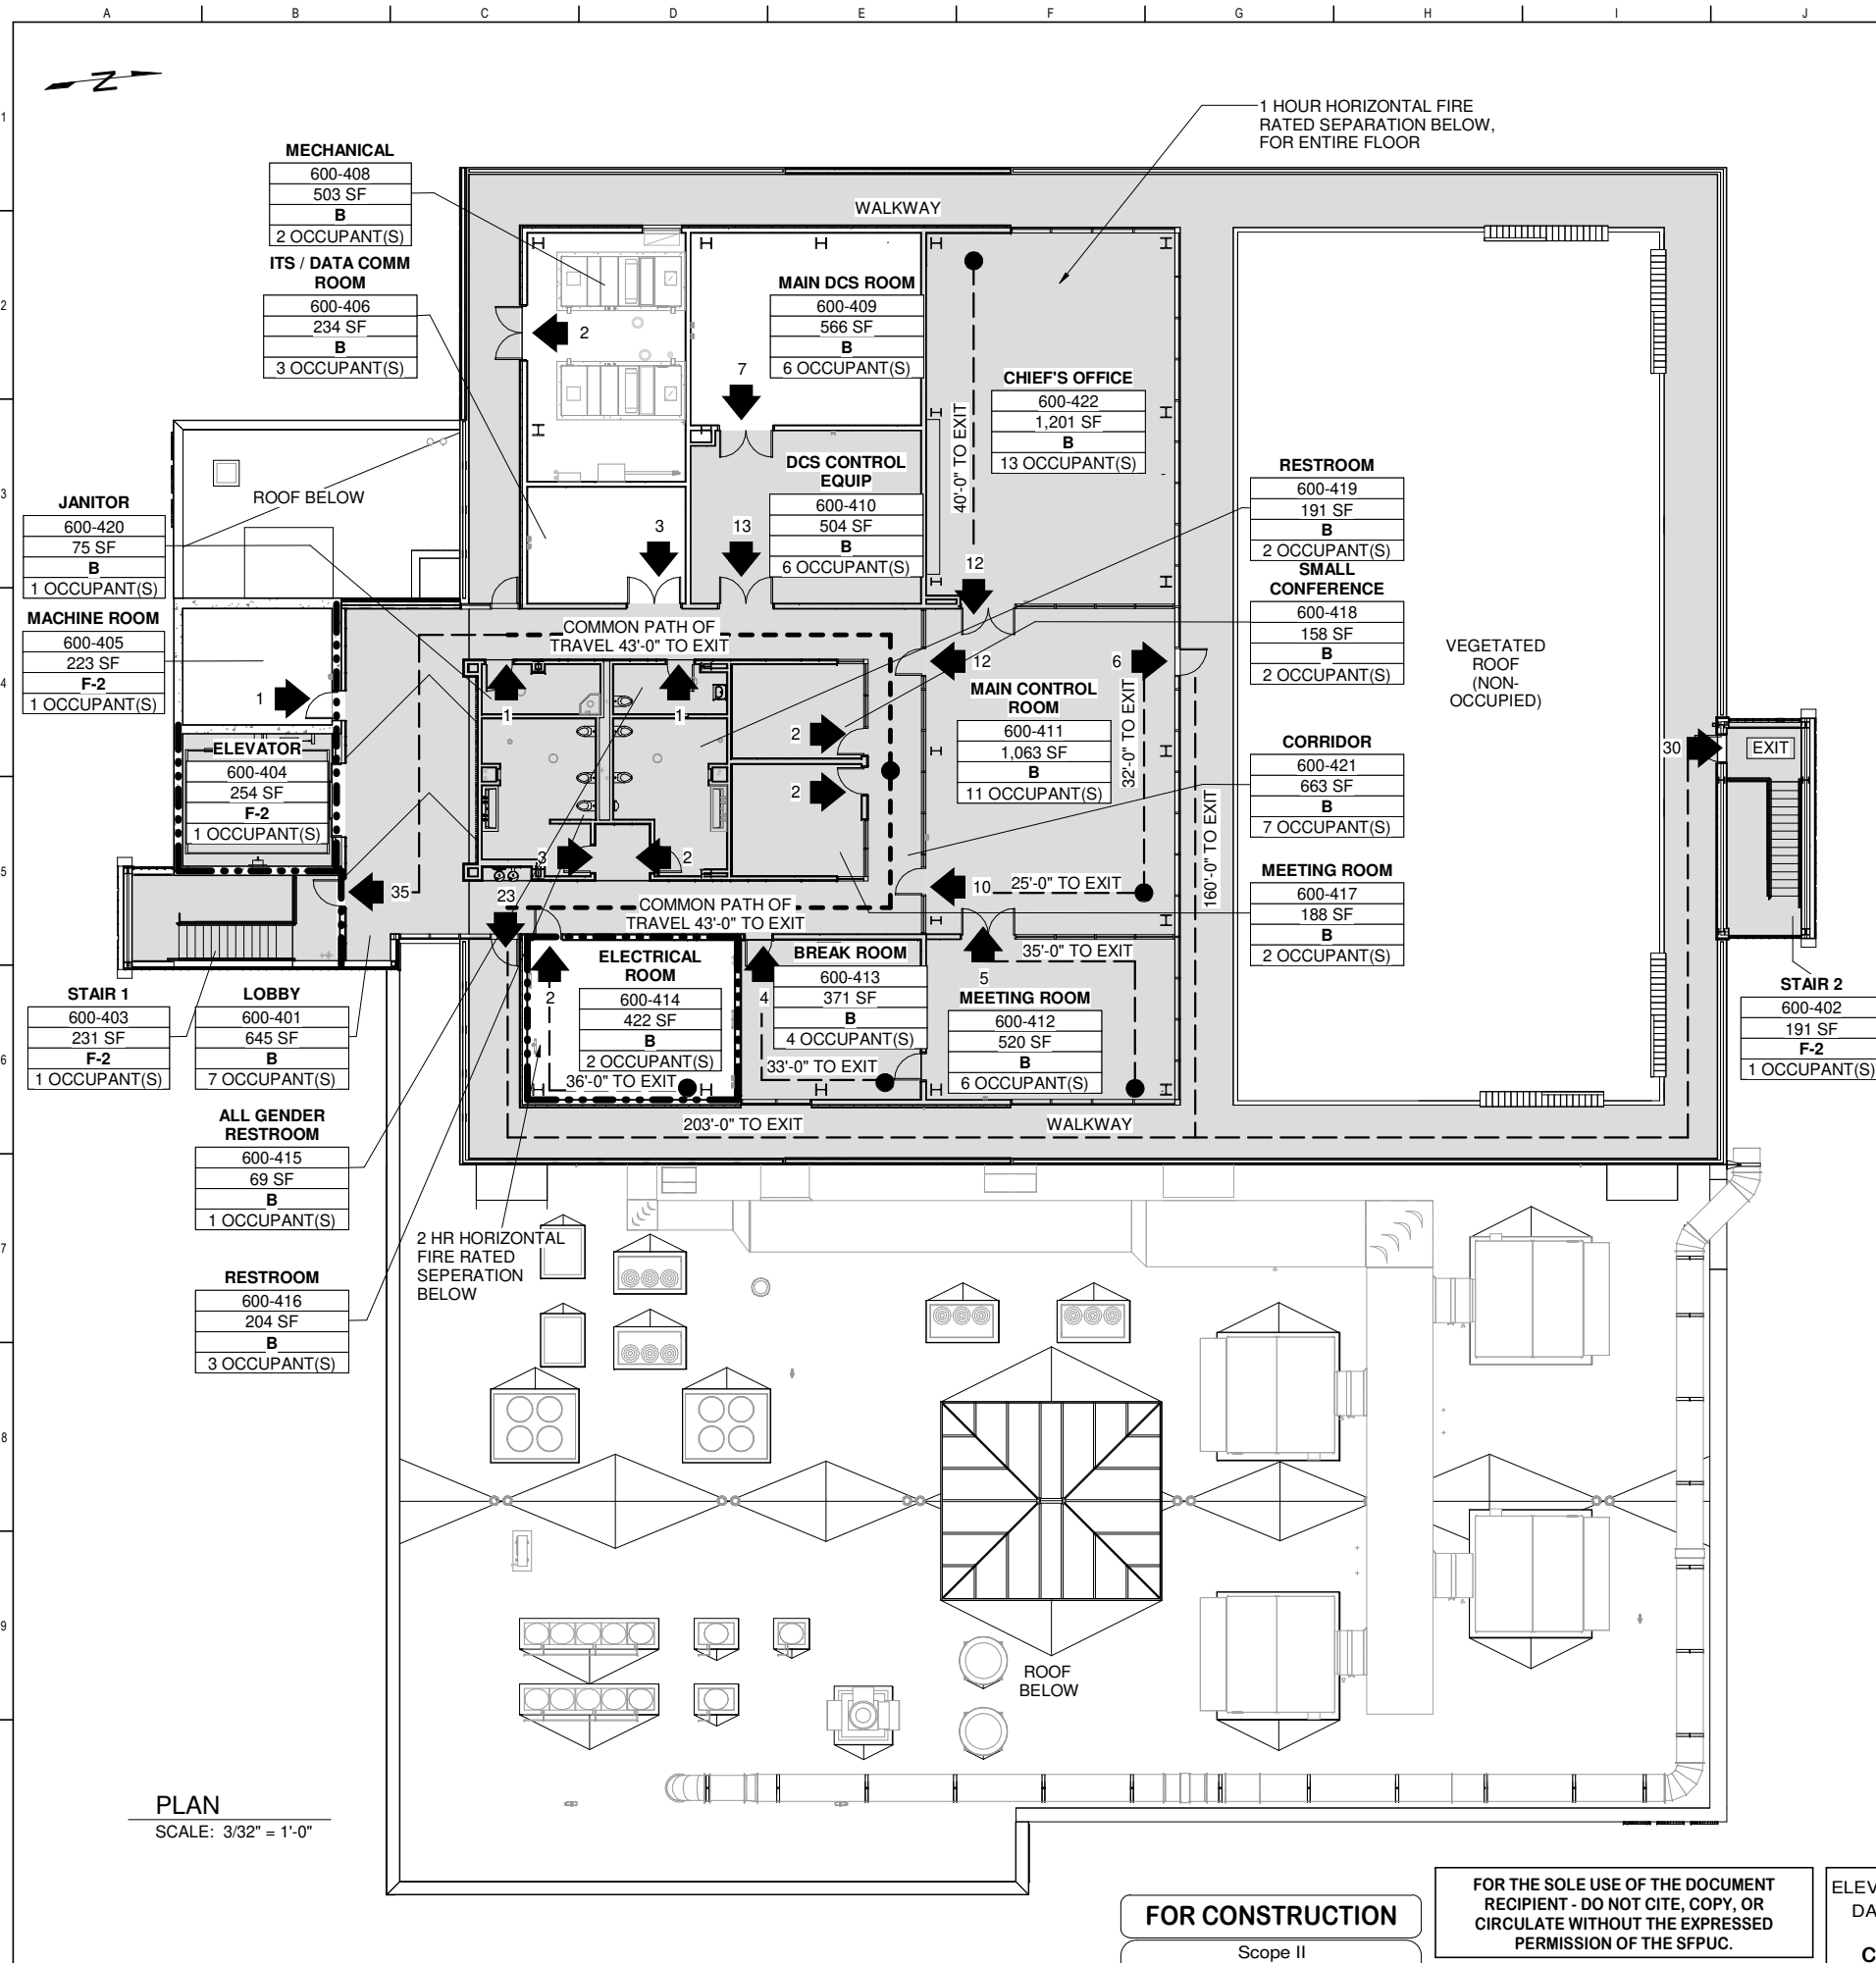 A B C D E F G H I J
1
2
3
4
5
6
7
8
9
N
1 HOUR HORIZONTAL FIRE
RATED SEPARATION BELOW,
FOR ENTIRE FLOOR
MECHANICAL
600-408
503 SF
B
2 OCCUPANT(S)
ITS / DATA COMM
ROOM
600-406
234 SF
B
3 OCCUPANT(S)
WALKWAY
2
MAIN DCS ROOM
600-409
566 SF
B
6 OCCUPANT(S)
7
CHIEF'S OFFICE
600-422
1,201 SF
B
13 OCCUPANT(S)
40'-0" TO EXIT
DCS CONTROL
EQUIP
600-410
504 SF
B
6 OCCUPANT(S)
3
13
12
ROOF BELOW
JANITOR
600-420
75 SF
B
1 OCCUPANT(S)
MACHINE ROOM
600-405
223 SF
F-2
1 OCCUPANT(S)
1
ELEVATOR
600-404
254 SF
F-2
1 OCCUPANT(S)
RESTROOM
600-419
191 SF
B
2 OCCUPANT(S)
SMALL
CONFERENCE
600-418
158 SF
B
2 OCCUPANT(S)
CORRIDOR
600-421
663 SF
B
7 OCCUPANT(S)
MEETING ROOM
600-417
188 SF
B
2 OCCUPANT(S)
VEGETATED
ROOF
(NON-
OCCUPIED)
COMMON PATH OF
TRAVEL 43'-0" TO EXIT
12
6
MAIN CONTROL
ROOM
600-411
1,063 SF
B
11 OCCUPANT(S)
32'-0" TO EXIT
1
1
2
2
3
2
10
25'-0" TO EXIT
160'-0" TO EXIT
30
EXIT
35
23
COMMON PATH OF
TRAVEL 43'-0" TO EXIT
ELECTRICAL
ROOM
600-414
422 SF
B
2 OCCUPANT(S)
2
36'-0" TO EXIT
BREAK ROOM
600-413
371 SF
B
4 OCCUPANT(S)
4
33'-0" TO EXIT
5
35'-0" TO EXIT
MEETING ROOM
600-412
520 SF
B
6 OCCUPANT(S)
203'-0" TO EXIT
WALKWAY
STAIR 1
600-403
231 SF
F-2
1 OCCUPANT(S)
LOBBY
600-401
645 SF
B
7 OCCUPANT(S)
STAIR 2
600-402
191 SF
F-2
1 OCCUPANT(S)
ALL GENDER
RESTROOM
600-415
69 SF
B
1 OCCUPANT(S)
RESTROOM
600-416
204 SF
B
3 OCCUPANT(S)
2 HR HORIZONTAL
FIRE RATED
SEPERATION
BELOW
ROOF
BELOW
PLAN
SCALE: 3/32" = 1'-0"
FOR CONSTRUCTION
Scope II
FOR THE SOLE USE OF THE DOCUMENT
RECIPIENT - DO NOT CITE, COPY, OR
CIRCULATE WITHOUT THE EXPRESSED
PERMISSION OF THE SFPUC.